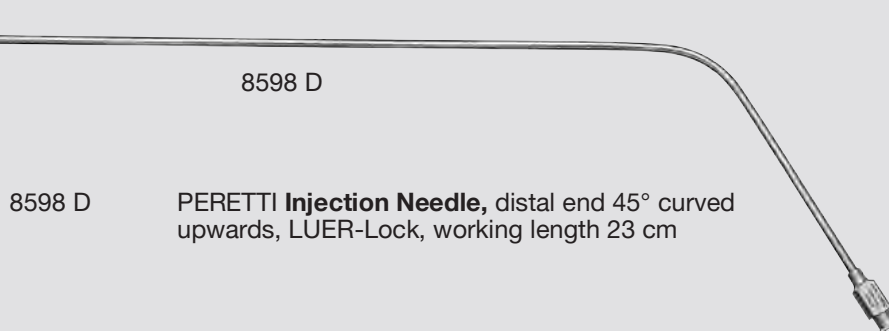 8598 D
8598 D PERETTI Injection Needle, distal end 45° curved
upwards, LUER-Lock, working length 23 cm